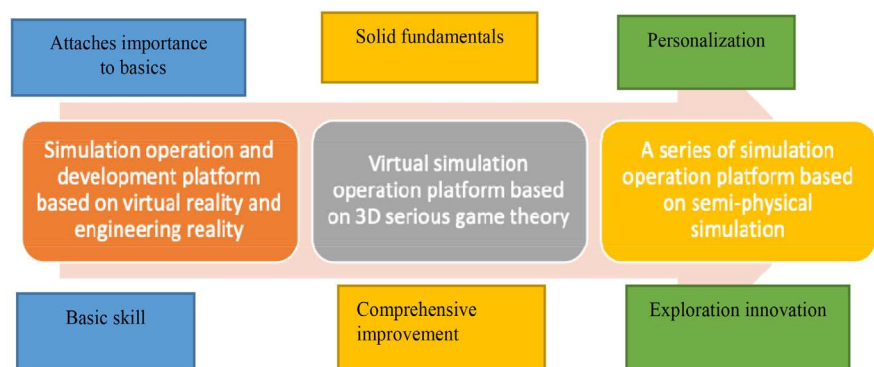 Attaches importance
to basics
Solid fundamentals
Personalization
Simulation operation and
development platform
based on virtual reality and
engineering reality
Virtual simulation
operation platform based
on 3D serious game theory
A series of simulation
operation platform based
on semi-physical
simulation
Basic skill
Comprehensive
improvement
Exploration innovation